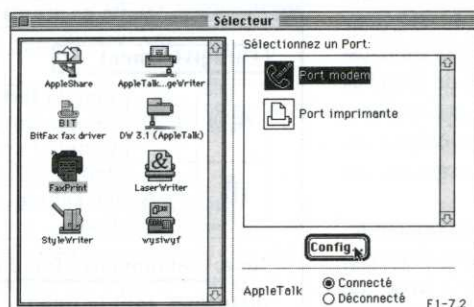 Sélecteur
AppleShare
AppleTalk...geWriter
BIT
BitFax fax driver
DW 3.1 (AppleTalk)
FaxPrint
&
LaserWriter
StyleWriter
wysiwyf
Sélectionnez un Port:
Port modem
Port imprimante
Config...
AppleTalk
Connecté
Déconnecté
F1-7.2